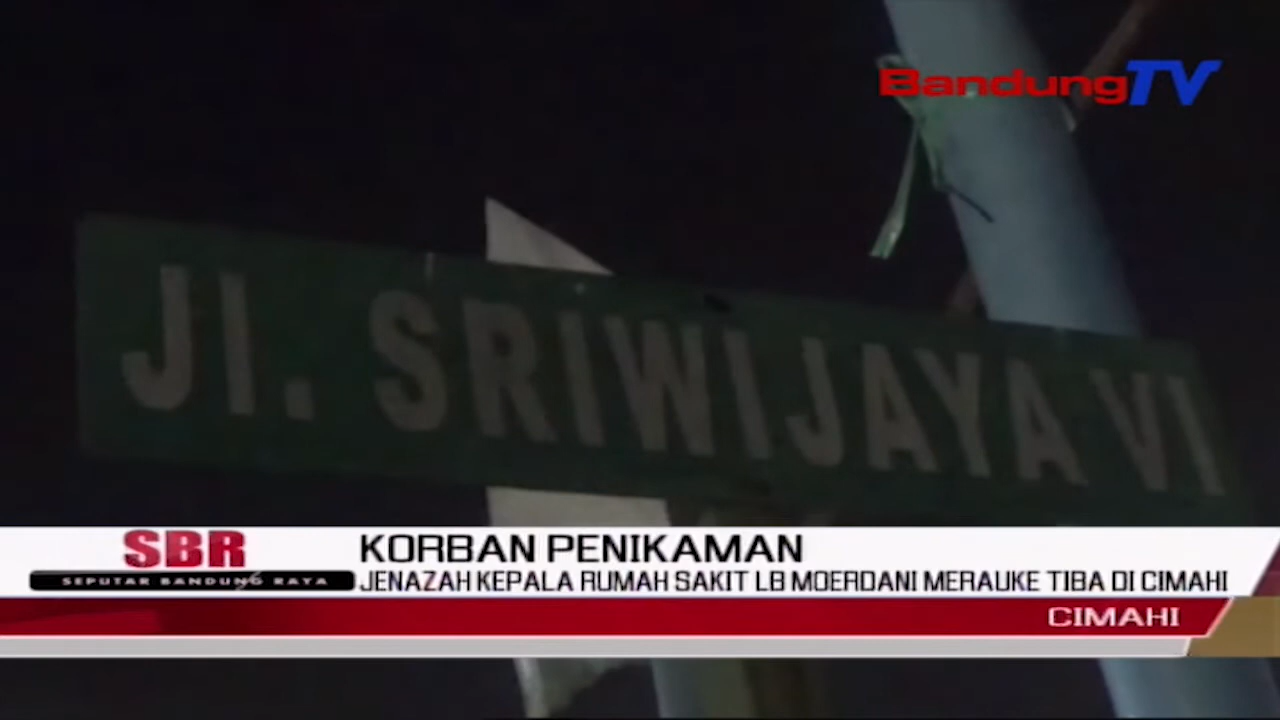 BandungTV
Jl. SRIWIJAYA VI
SBR
SEPUTAR BANDUNG RAYA
KORBAN PENIKAMAN
JENAZAH KEPALA RUMAH SAKIT LB MOERDANI MERAUKE TIBA DI CIMAHI
CIMAHI